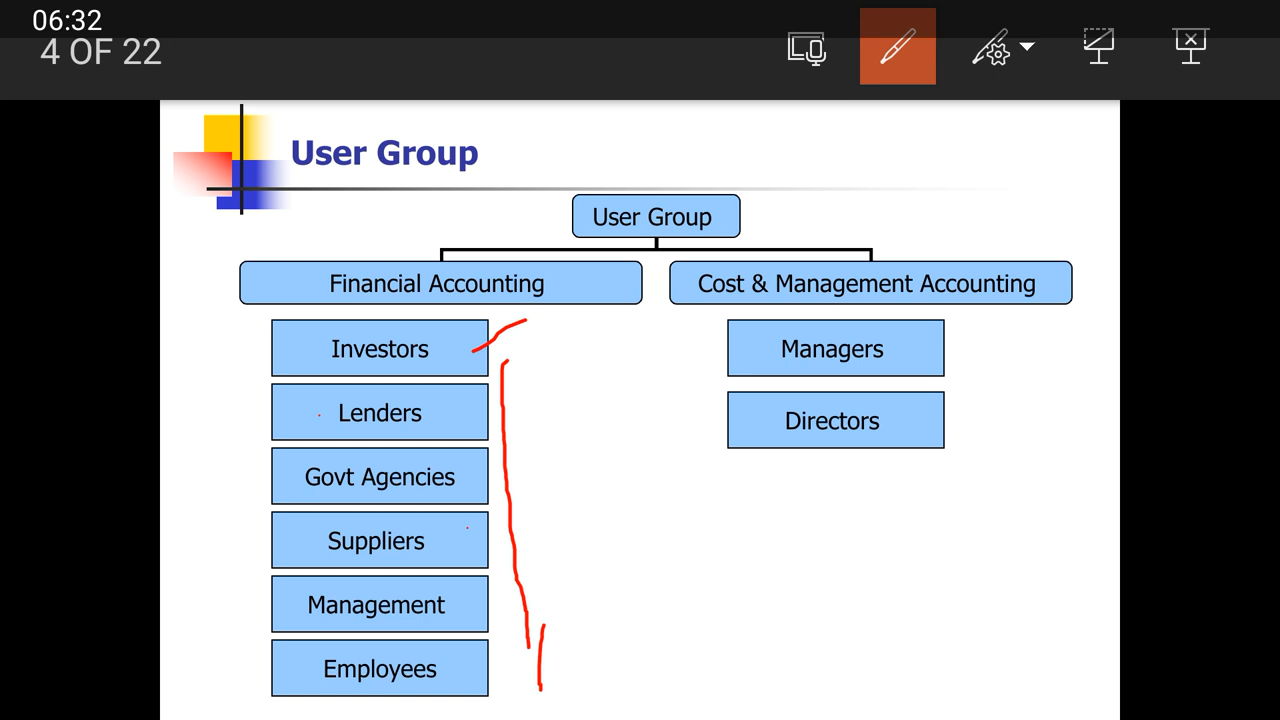 06:32
4 OF 22
User Group
User Group
Financial Accounting
Cost & Management Accounting
Investors
Managers
Lenders
Directors
Govt Agencies
Suppliers
Management
Employees